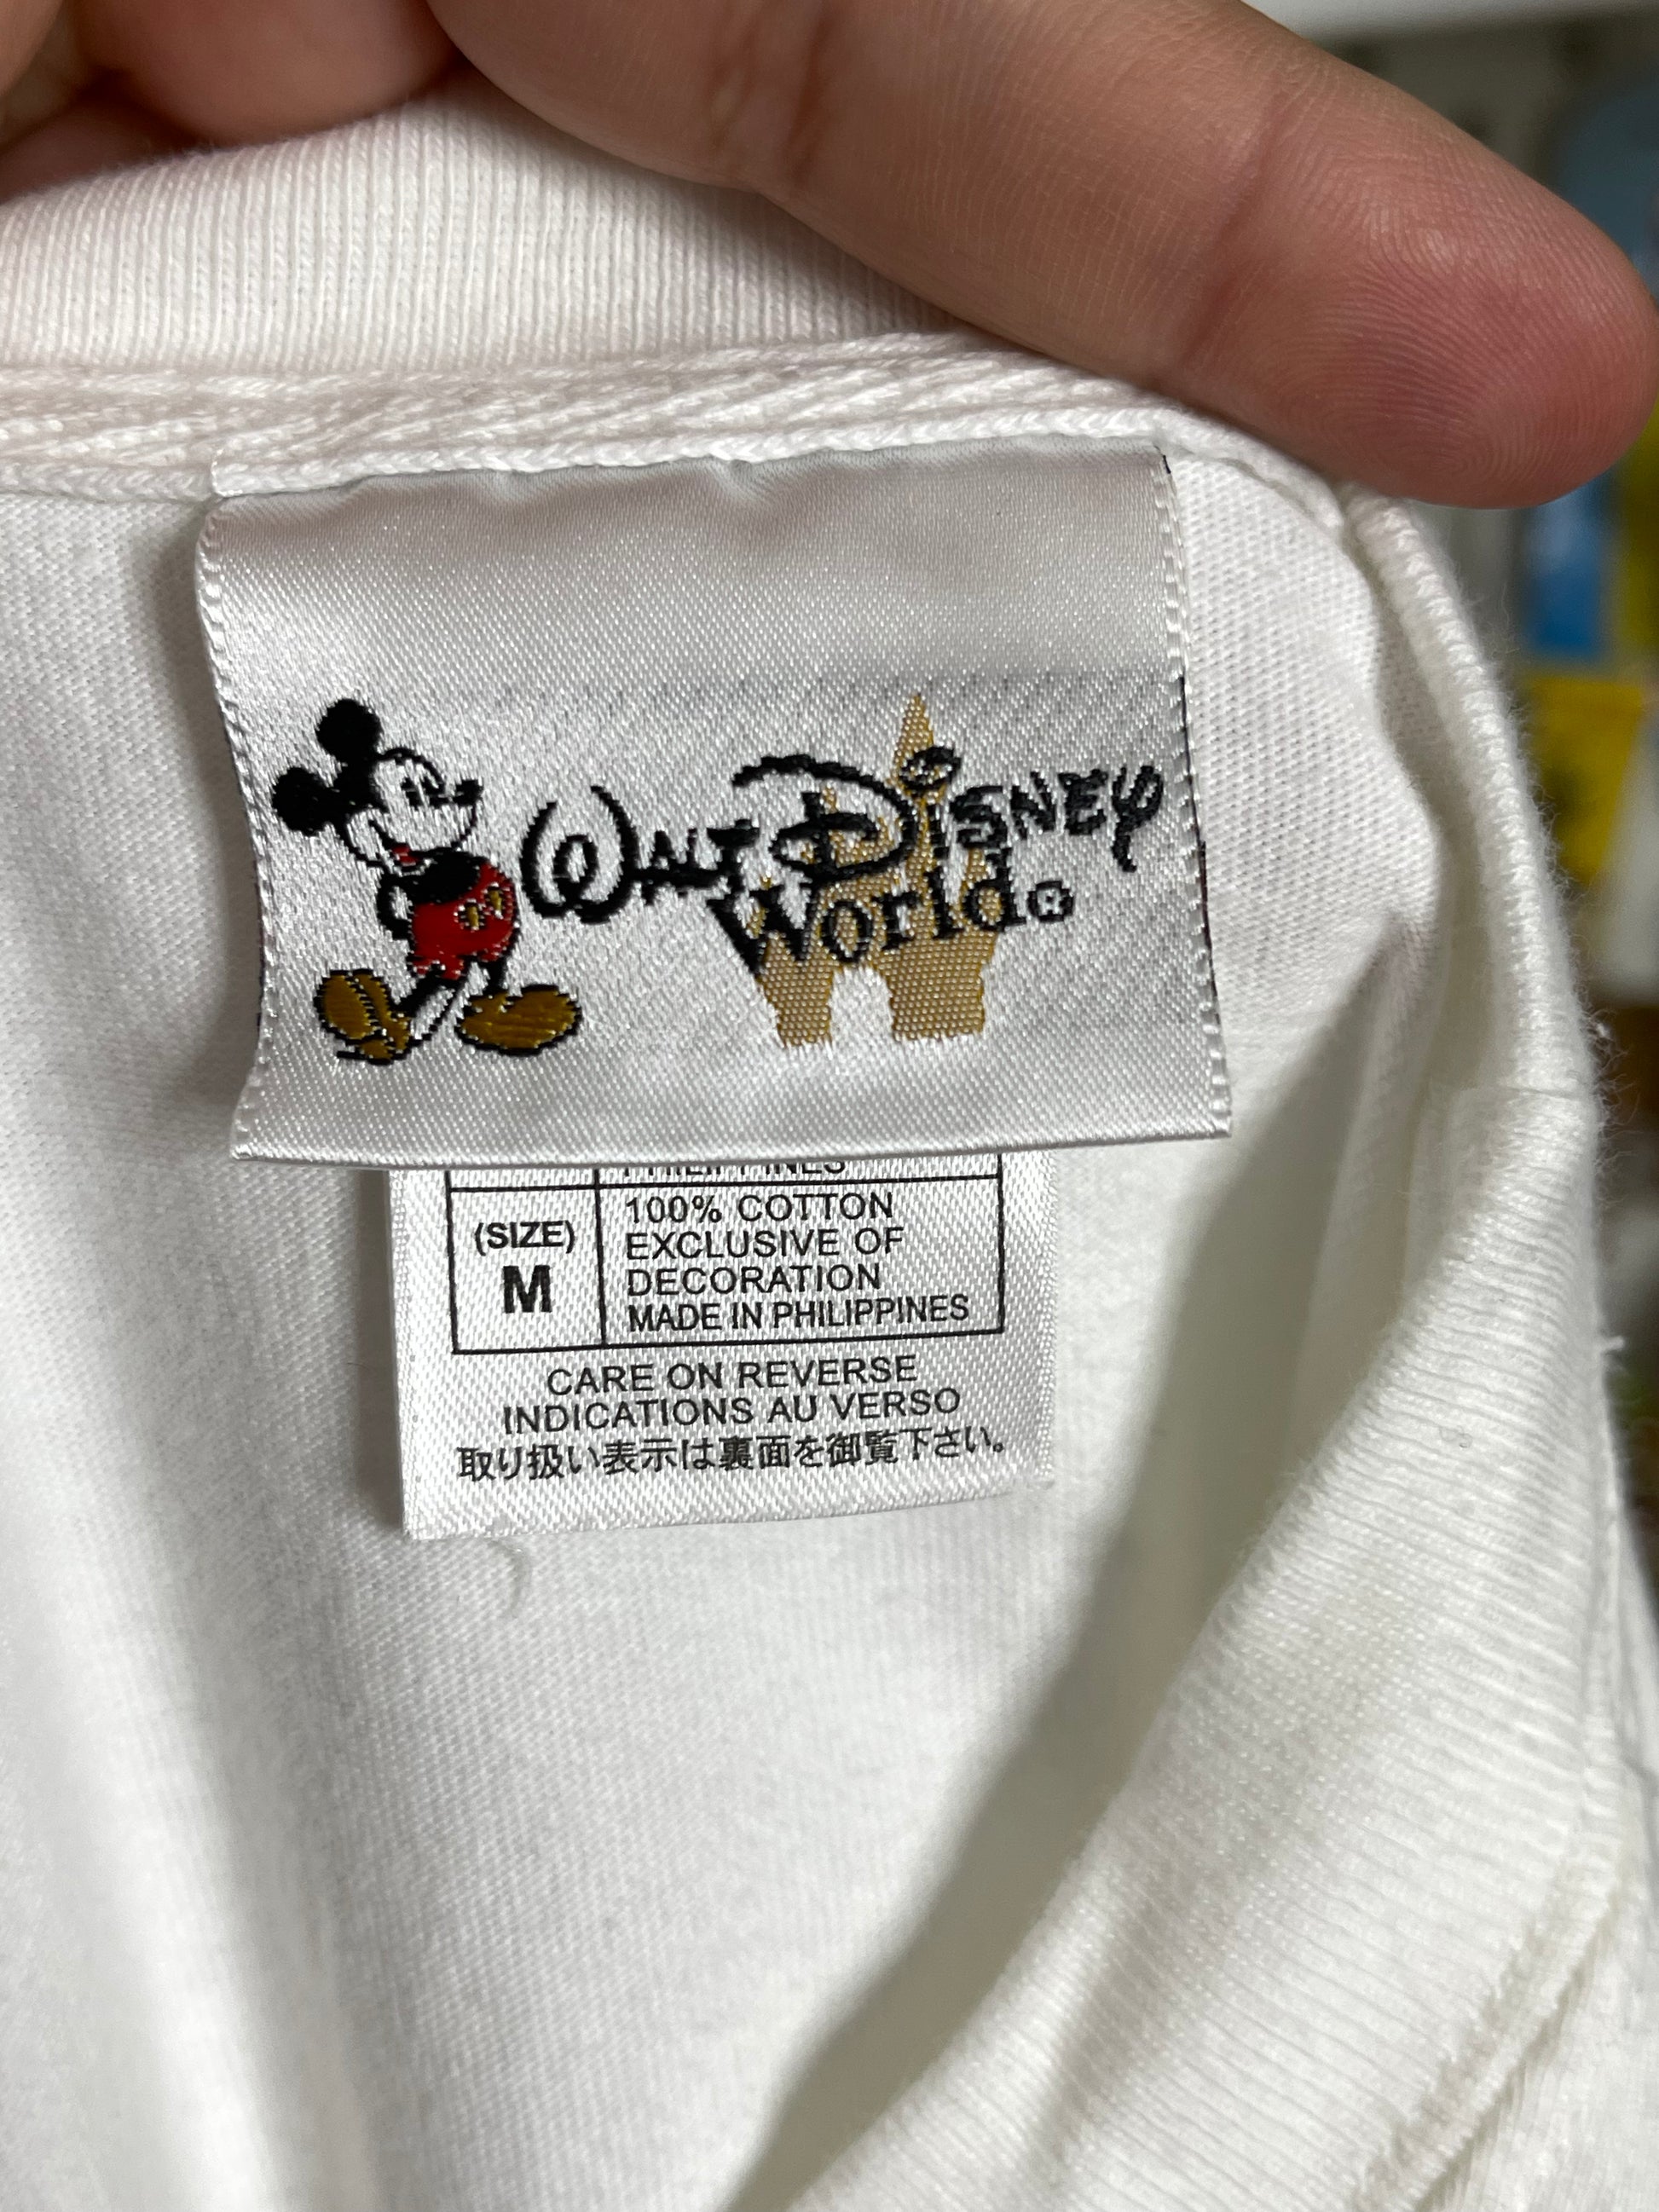 WALT DISNEY
World®
PHILIPPINES
(SIZE)
M
100% COTTON
EXCLUSIVE OF
DECORATION
MADE IN PHILIPPINES
CARE ON REVERSE
INDICATIONS AU VERSO
取り扱い表示は裏面を御覧下さい。